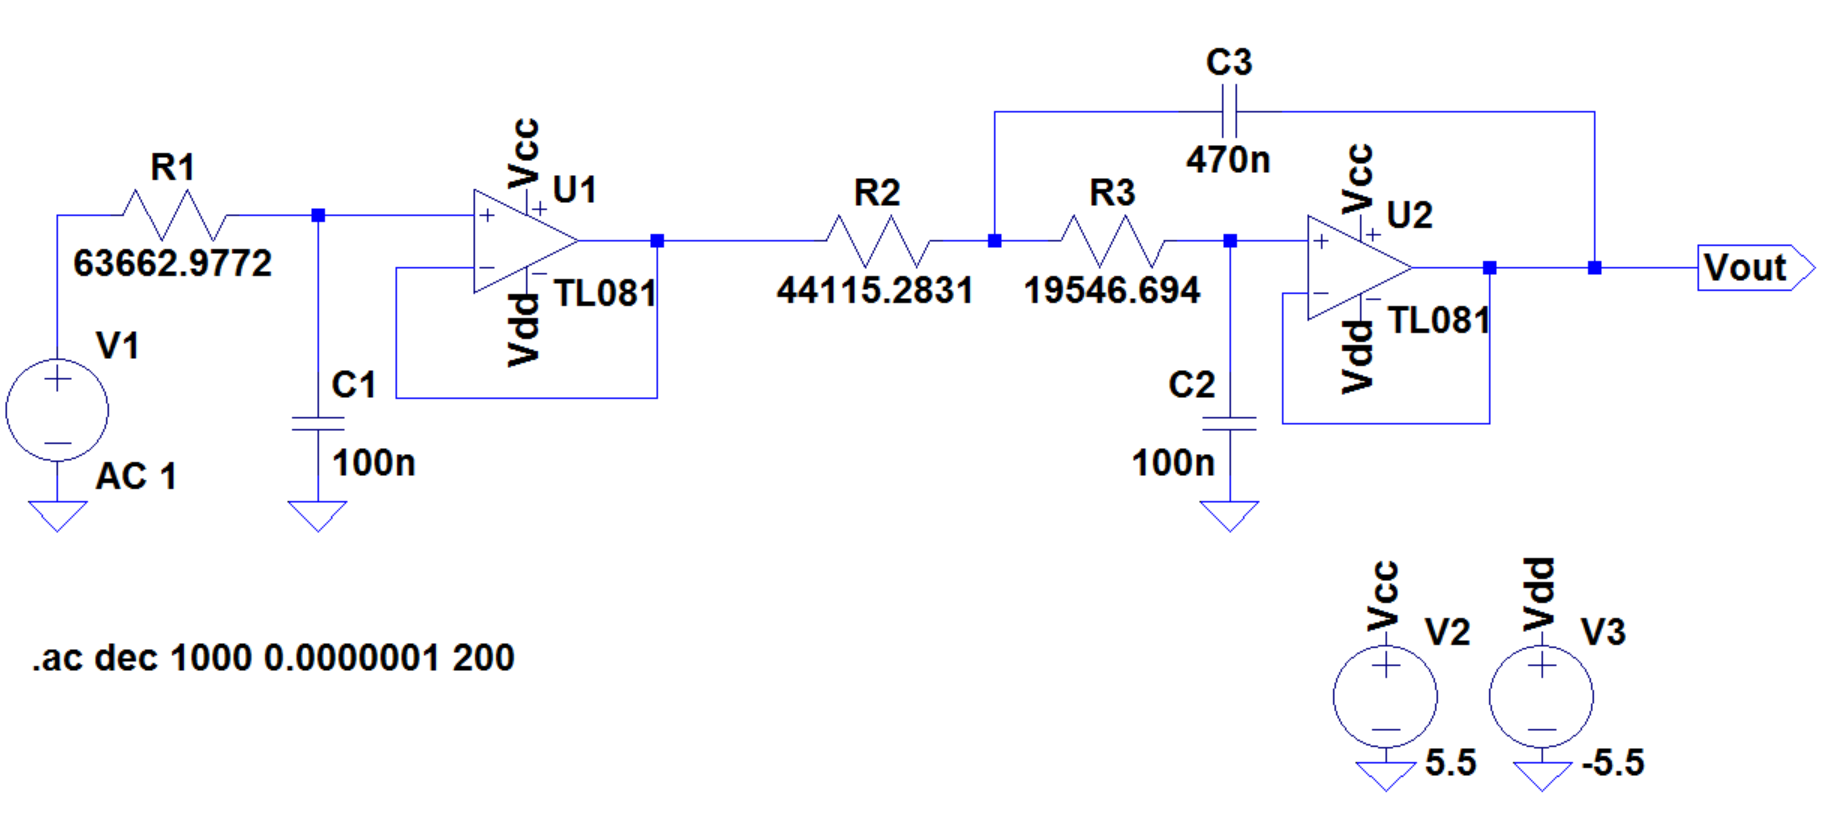 C3
470n
R1
63662.9772
Vcc
U1
+
+
−
−
TL081
Vdd
R2
44115.2831
R3
19546.694
Vcc
U2
+
+
−
−
TL081
Vdd
Vout
V1
+
−
AC 1
C1
100n
C2
100n
.ac dec 1000 0.0000001 200
Vcc
V2
+
−
5.5
Vdd
V3
+
−
-5.5